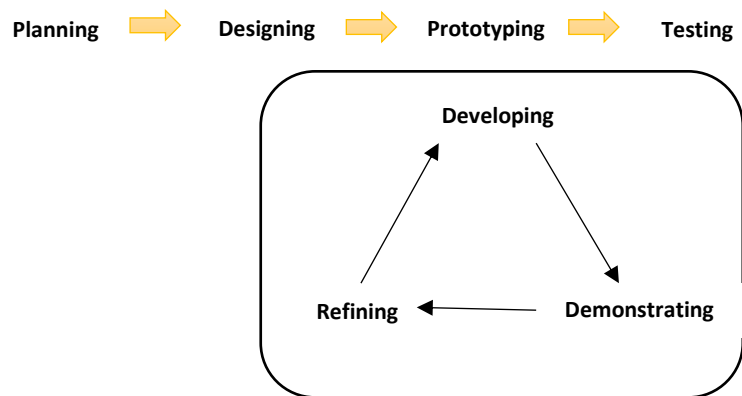 Planning Designing Prototyping Testing
Developing
Refining Demonstrating